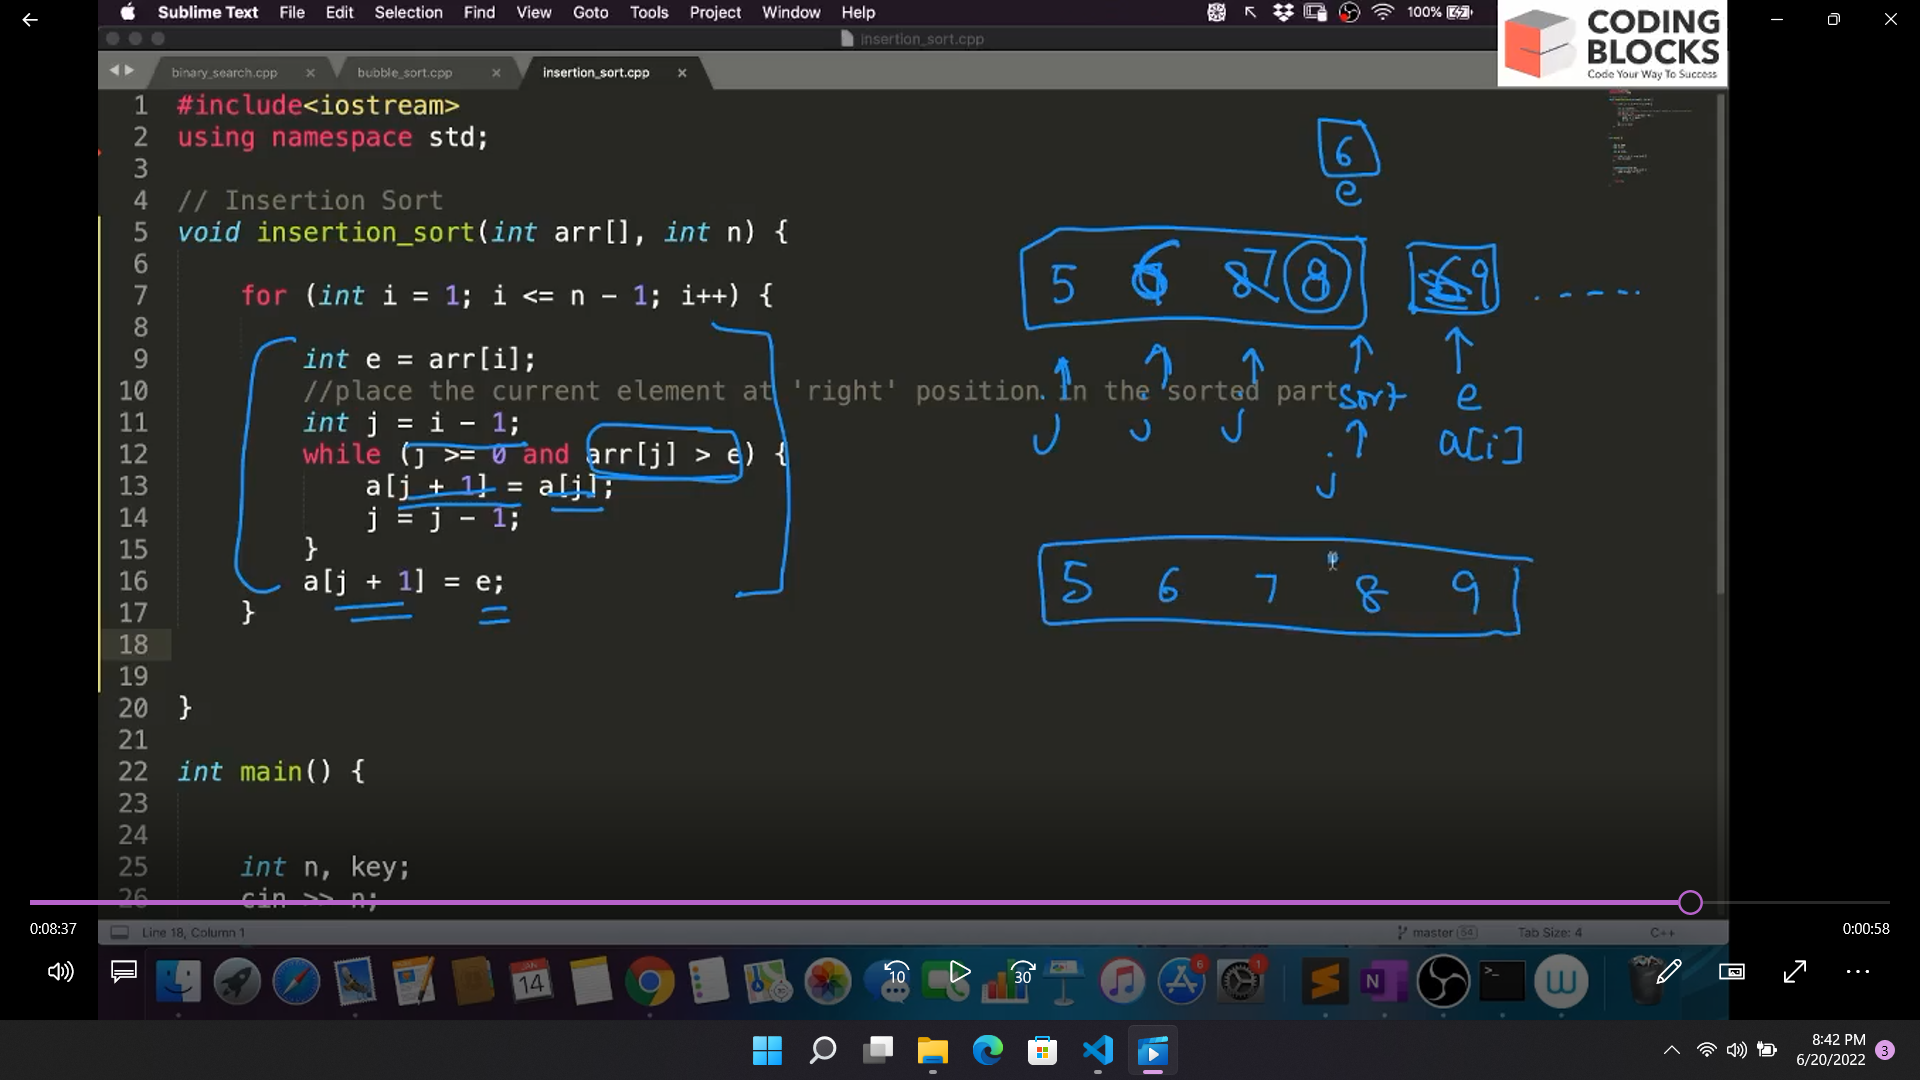 Sublime Text File Edit Selection Find View Goto Tools Project Window Help 100%
CODING
BLOCKS
Code Your Way To Success
insertion_sort.cpp
binary_search.cpp × bubble_sort.cpp × insertion_sort.cpp ×
1 #include<iostream>
2 using namespace std;
3
4 // Insertion Sort
5 void insertion_sort(int arr[], int n) {
6
7 for (int i = 1; i <= n - 1; i++) {
8
9 int e = arr[i];
10 //place the current element at 'right' position in the sorted part
11 int j = i - 1;
12 while (j >= 0 and arr[j] > e) {
13 a[j + 1] = a[j];
14 j = j - 1;
15 }
16 a[j + 1] = e;
17 }
18
19
20 }
21
22 int main() {
23
24
25 int n, key;
26 cin >> n;
6
e
5 6 8 7 8 6 9 . - - - - -
sort e
j j j a[i]
j
5 6 7 8 9
0:08:37 0:00:58
Line 18, Column 1 master 54 Tab Size: 4 C++
14 10 30 6 1
8:42 PM
6/20/2022 3